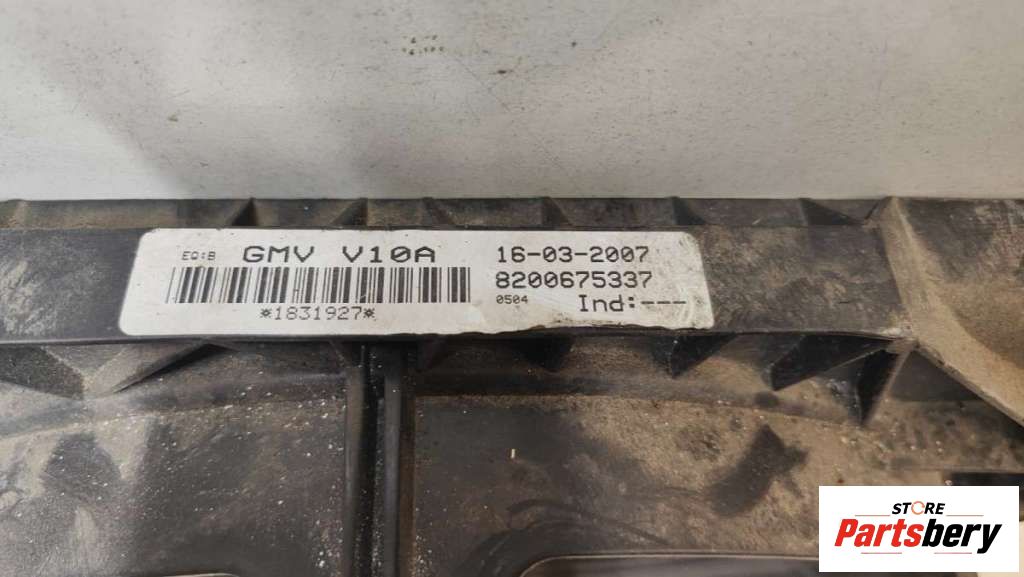 EQ:B GMV V10A 16-03-2007
8200675337
0504 Ind:---
*1831927*
STORE
Partsbery